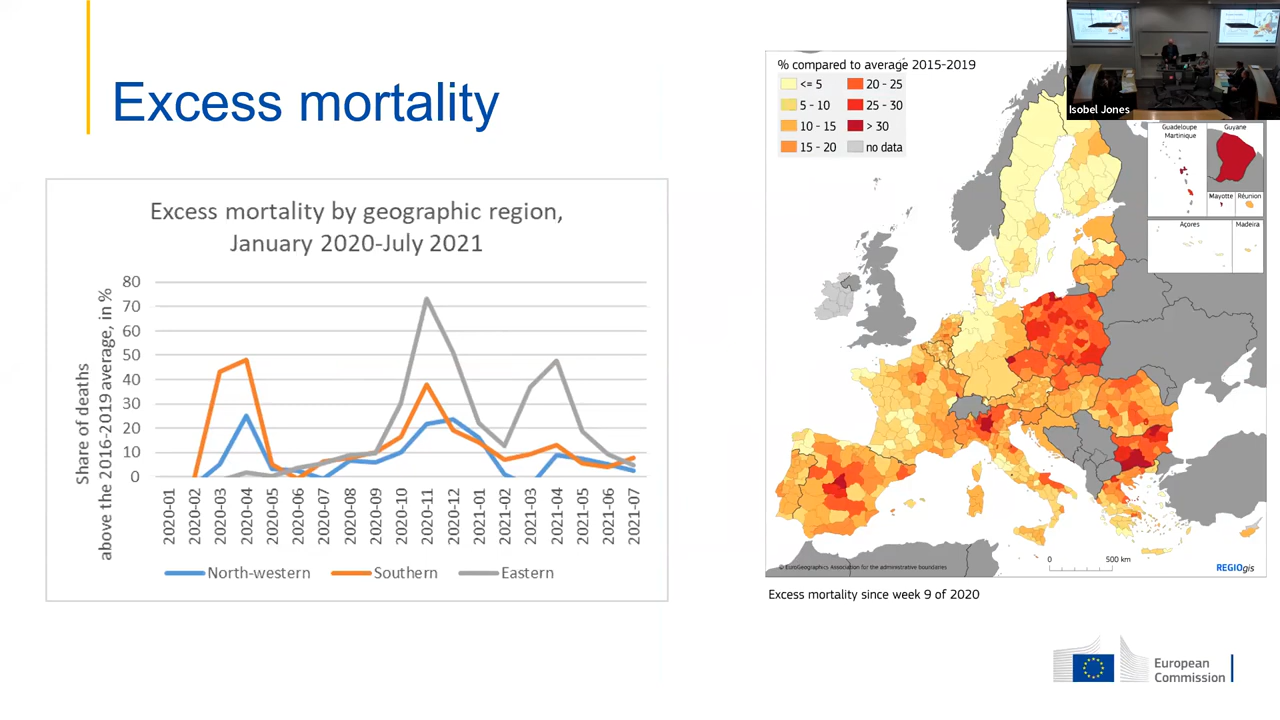 Excess mortality
Excess mortality by geographic region,
January 2020-July 2021
Share of deaths
above the 2016-2019 average, in %
80
70
60
50
40
30
20
10
0
2020-01
2020-02
2020-03
2020-04
2020-05
2020-06
2020-07
2020-08
2020-09
2020-10
2020-11
2020-12
2021-01
2021-02
2021-03
2021-04
2021-05
2021-06
2021-07
North-western
Southern
Eastern
% compared to average 2015-2019
<= 5
5 - 10
10 - 15
15 - 20
20 - 25
25 - 30
> 30
no data
Isobel Jones
Guadeloupe
Martinique
Guyane
Mayotte
Réunion
Açores
Madeira
© EuroGeographics Association for the administrative boundaries
0
500 km
REGIOgis
Excess mortality since week 9 of 2020
European
Commission